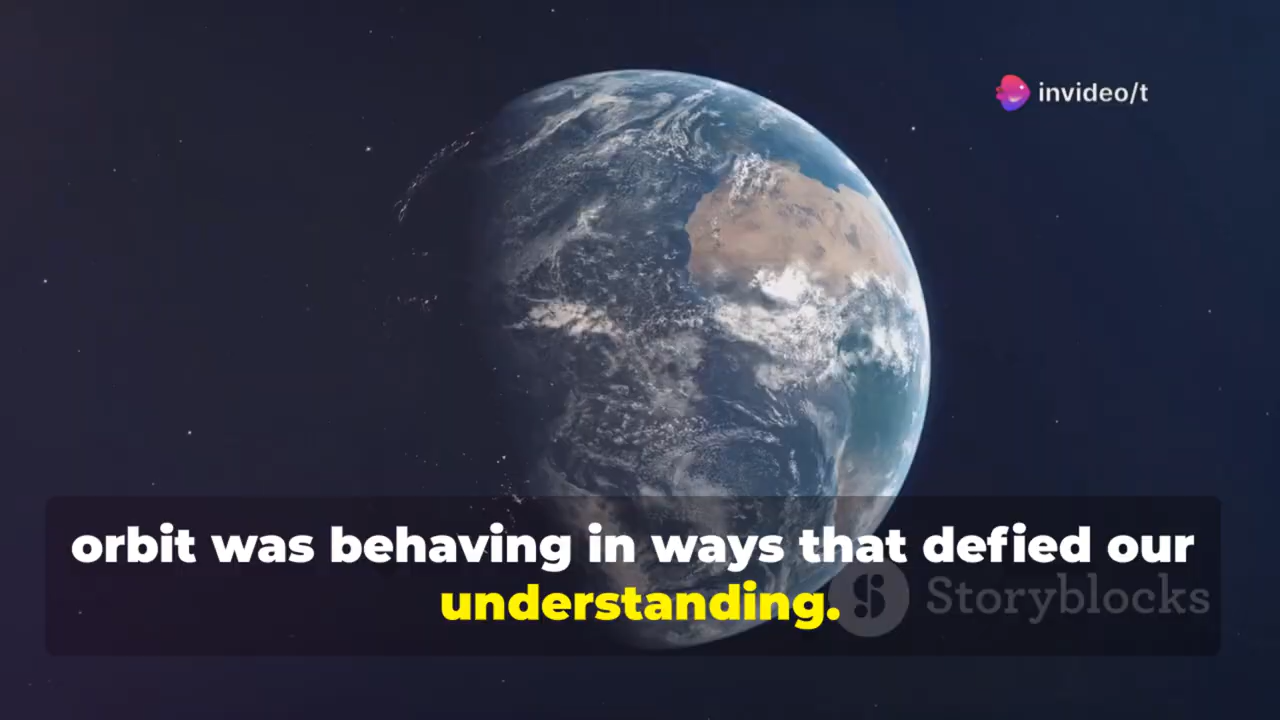 invideo/t
orbit was behaving in ways that defied our
understanding.
Storyblocks